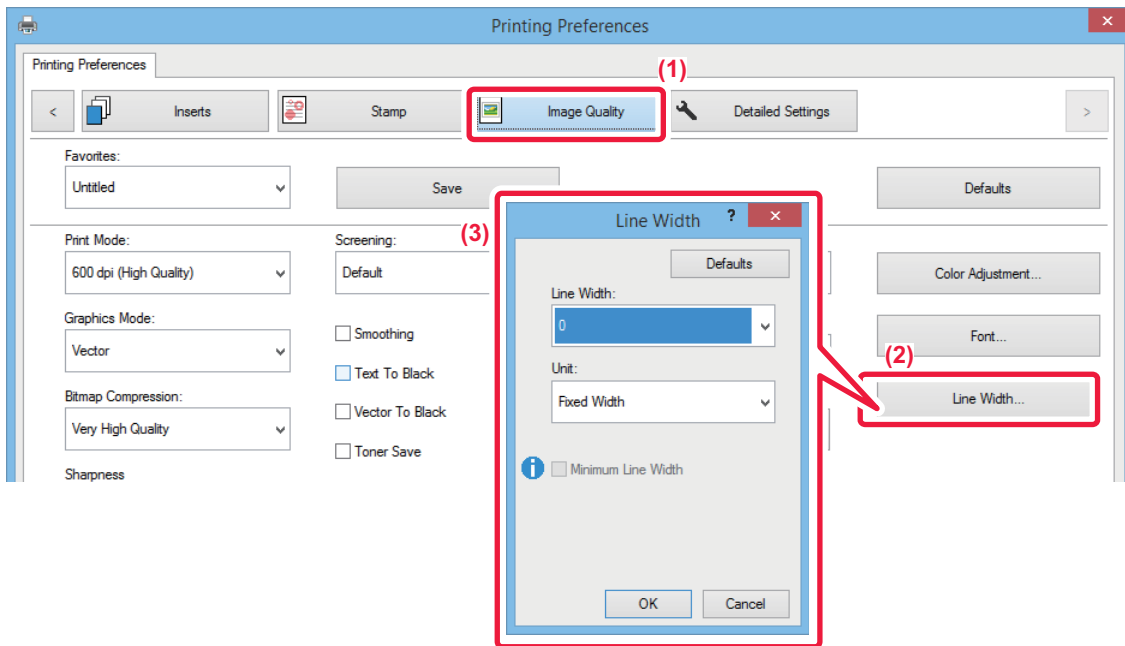 Printing Preferences
×
Printing Preferences
(1)
<
Inserts
Stamp
Image Quality
Detailed Settings
>
Favorites:
Untitled
Save
Defaults
Print Mode:
600 dpi (High Quality)
Screening:
Default
Color Adjustment...
Graphics Mode:
Vector
Smoothing
Font...
Text To Black
(2)
Line Width...
Bitmap Compression:
Very High Quality
Vector To Black
Toner Save
Sharpness
(3)
Line Width
?
×
Defaults
Line Width:
0
Unit:
Fixed Width
i
Minimum Line Width
OK
Cancel